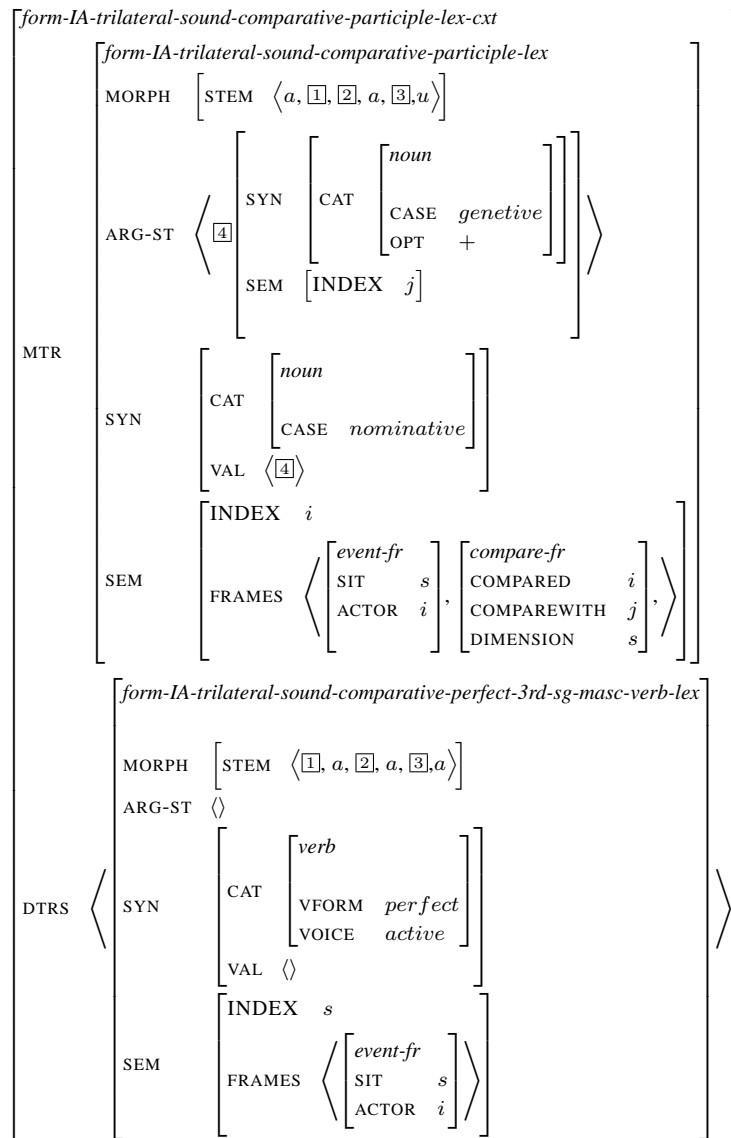 form-IA-trilateral-sound-comparative-participle-lex-cxt
form-IA-trilateral-sound-comparative-participle-lex
MORPH [STEM ⟨a, 1, 2, a, 3,u⟩]
noun
SYN CAT
CASE genetive
ARG-ST ⟨ 4 OPT + ⟩
SEM [INDEX j]
MTR
noun
CAT
SYN CASE nominative
VAL ⟨4⟩
INDEX i
event-fr compare-fr
SIT s COMPARED i
SEM FRAMES ⟨ ACTOR i , COMPAREWITH j , ⟩
DIMENSION s
form-IA-trilateral-sound-comparative-perfect-3rd-sg-masc-verb-lex
MORPH [STEM ⟨1, a, 2, a, 3,a⟩]
ARG-ST ⟨⟩
verb
CAT
DTRS ⟨ SYN VFORM perfect ⟩
VOICE active
VAL ⟨⟩
INDEX s
event-fr
SEM FRAMES ⟨ SIT s ⟩
ACTOR i